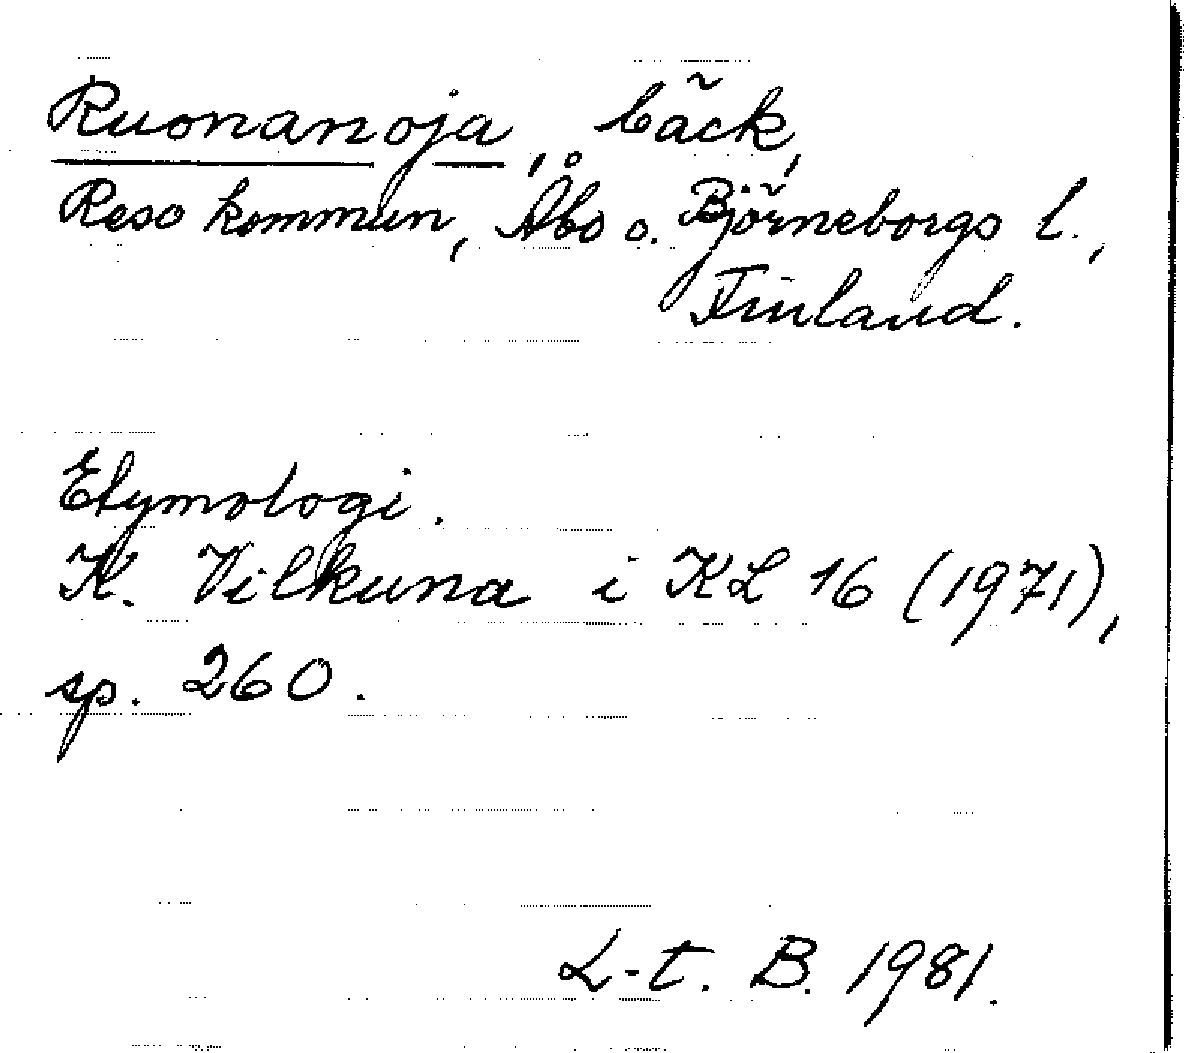 Ruonanoja, bäck,
Reso kommun, Åbo o. Björneborgs l.,
Finland.
Etymologi.
K. Vilkuna i KL 16 (1971),
sp. 260.
L-t. B. 1981.